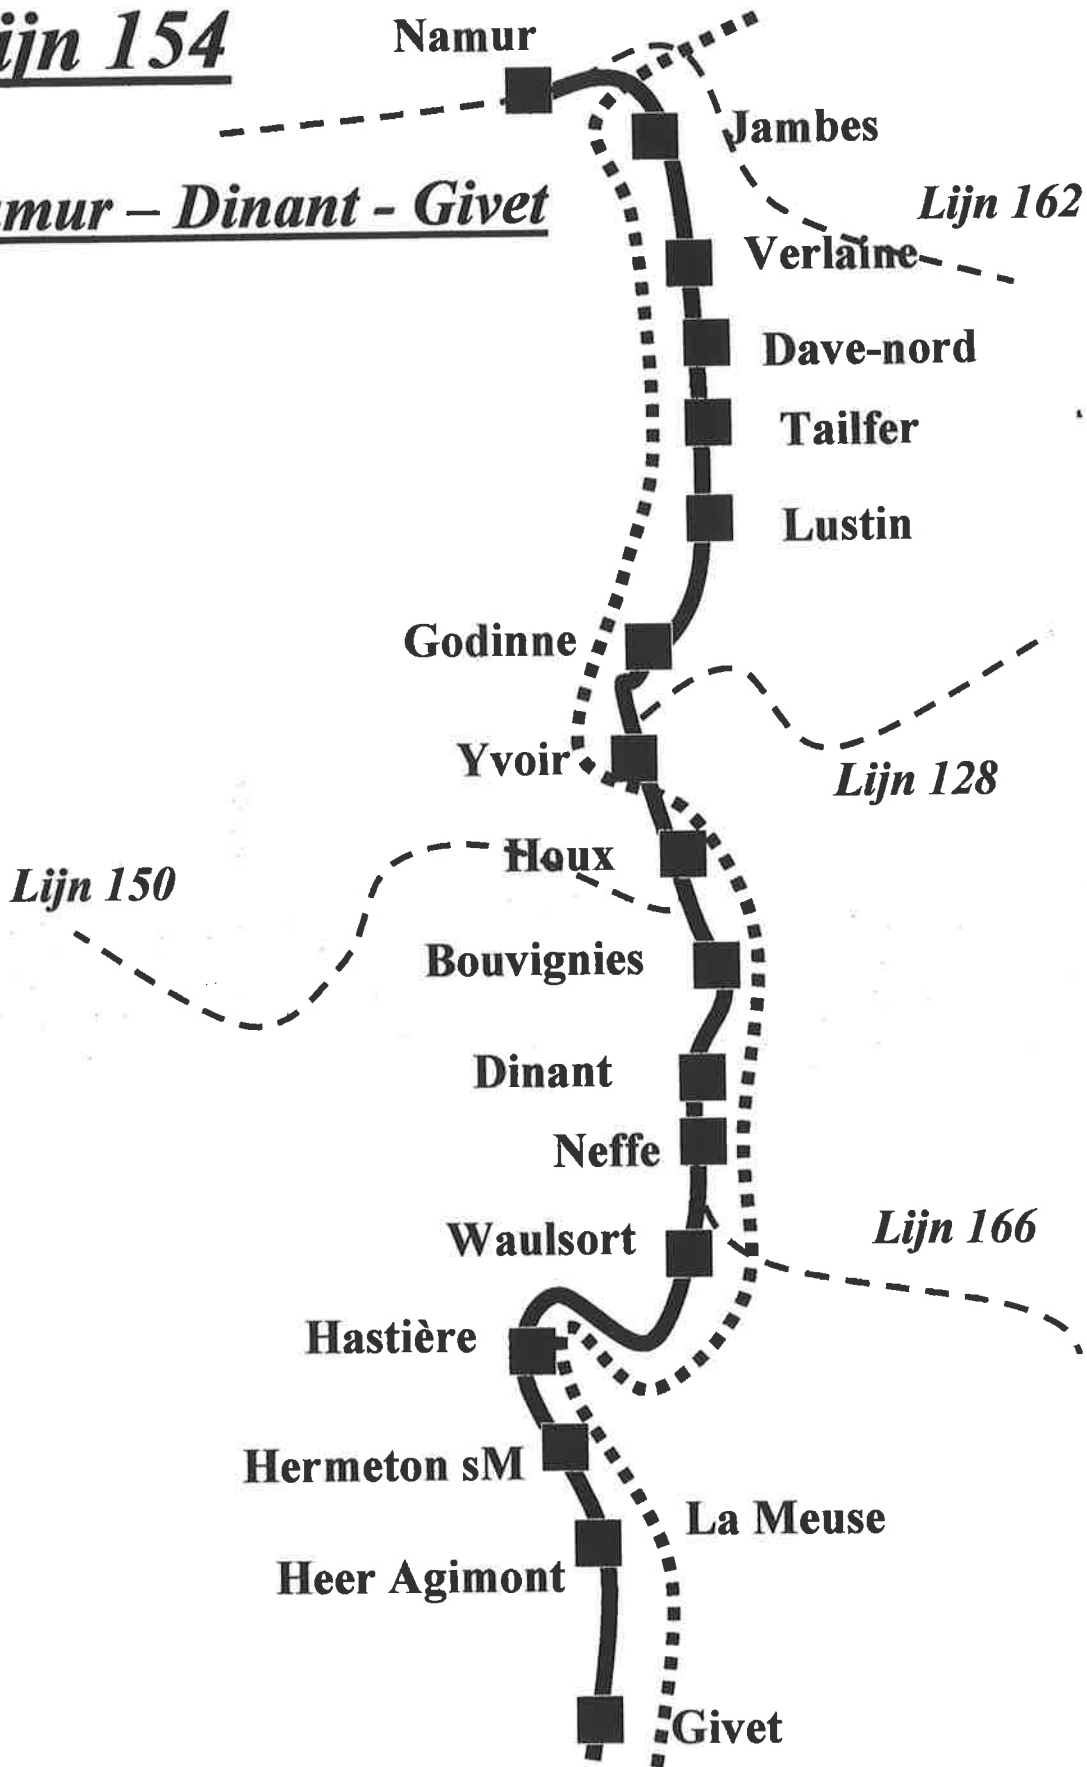 ijn 154
Namur
Jambes
mur – Dinant - Givet
Lijn 162
Verlaine
Dave-nord
Tailfer
Lustin
Godinne
Yvoir
Lijn 128
Houx
Lijn 150
Bouvignies
Dinant
Neffe
Waulsort
Lijn 166
Hastière
Hermeton sM
La Meuse
Heer Agimont
Givet